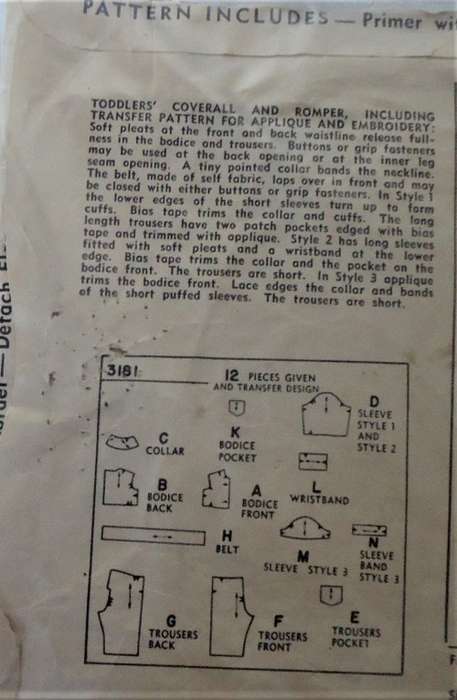 PATTERN INCLUDES — Primer wi
TODDLERS' COVERALL AND ROMPER, INCLUDING
TRANSFER PATTERN FOR APPLIQUE AND EMBROIDERY:
Soft pleats at the front and back waistline release full-
ness in the bodice and trousers. Buttons or grip fasteners
may be used at the back opening or at the inner leg
seam opening. A tiny pointed collar bands the neckline.
The belt, made of self fabric, laps over in front and may
be closed with either buttons or grip fasteners. In Style 1
the lower edges of the short sleeves turn up to form
cuffs. Bias tape trims the collar and cuffs. The long
length trousers have two patch pockets edged with bias
tape and trimmed with applique. Style 2 has long sleeves
fitted with soft pleats and a wristband at the lower
edge. Bias tape trims the collar and the pocket on the
bodice front. The trousers are short. In Style 3 applique
trims the bodice front. Lace edges the collar and bands
of the short puffed sleeves. The trousers are short.
3181
12 PIECES GIVEN
AND TRANSFER DESIGN
C
COLLAR
K
BODICE
POCKET
D
SLEEVE
STYLE 1
AND
STYLE 2
B
BODICE
BACK
A
BODICE
FRONT
L
WRISTBAND
H
BELT
M
SLEEVE STYLE 3
N
SLEEVE
BAND
STYLE 3
G
TROUSERS
BACK
F
TROUSERS
FRONT
E
TROUSERS
POCKET
—Detach
F
S